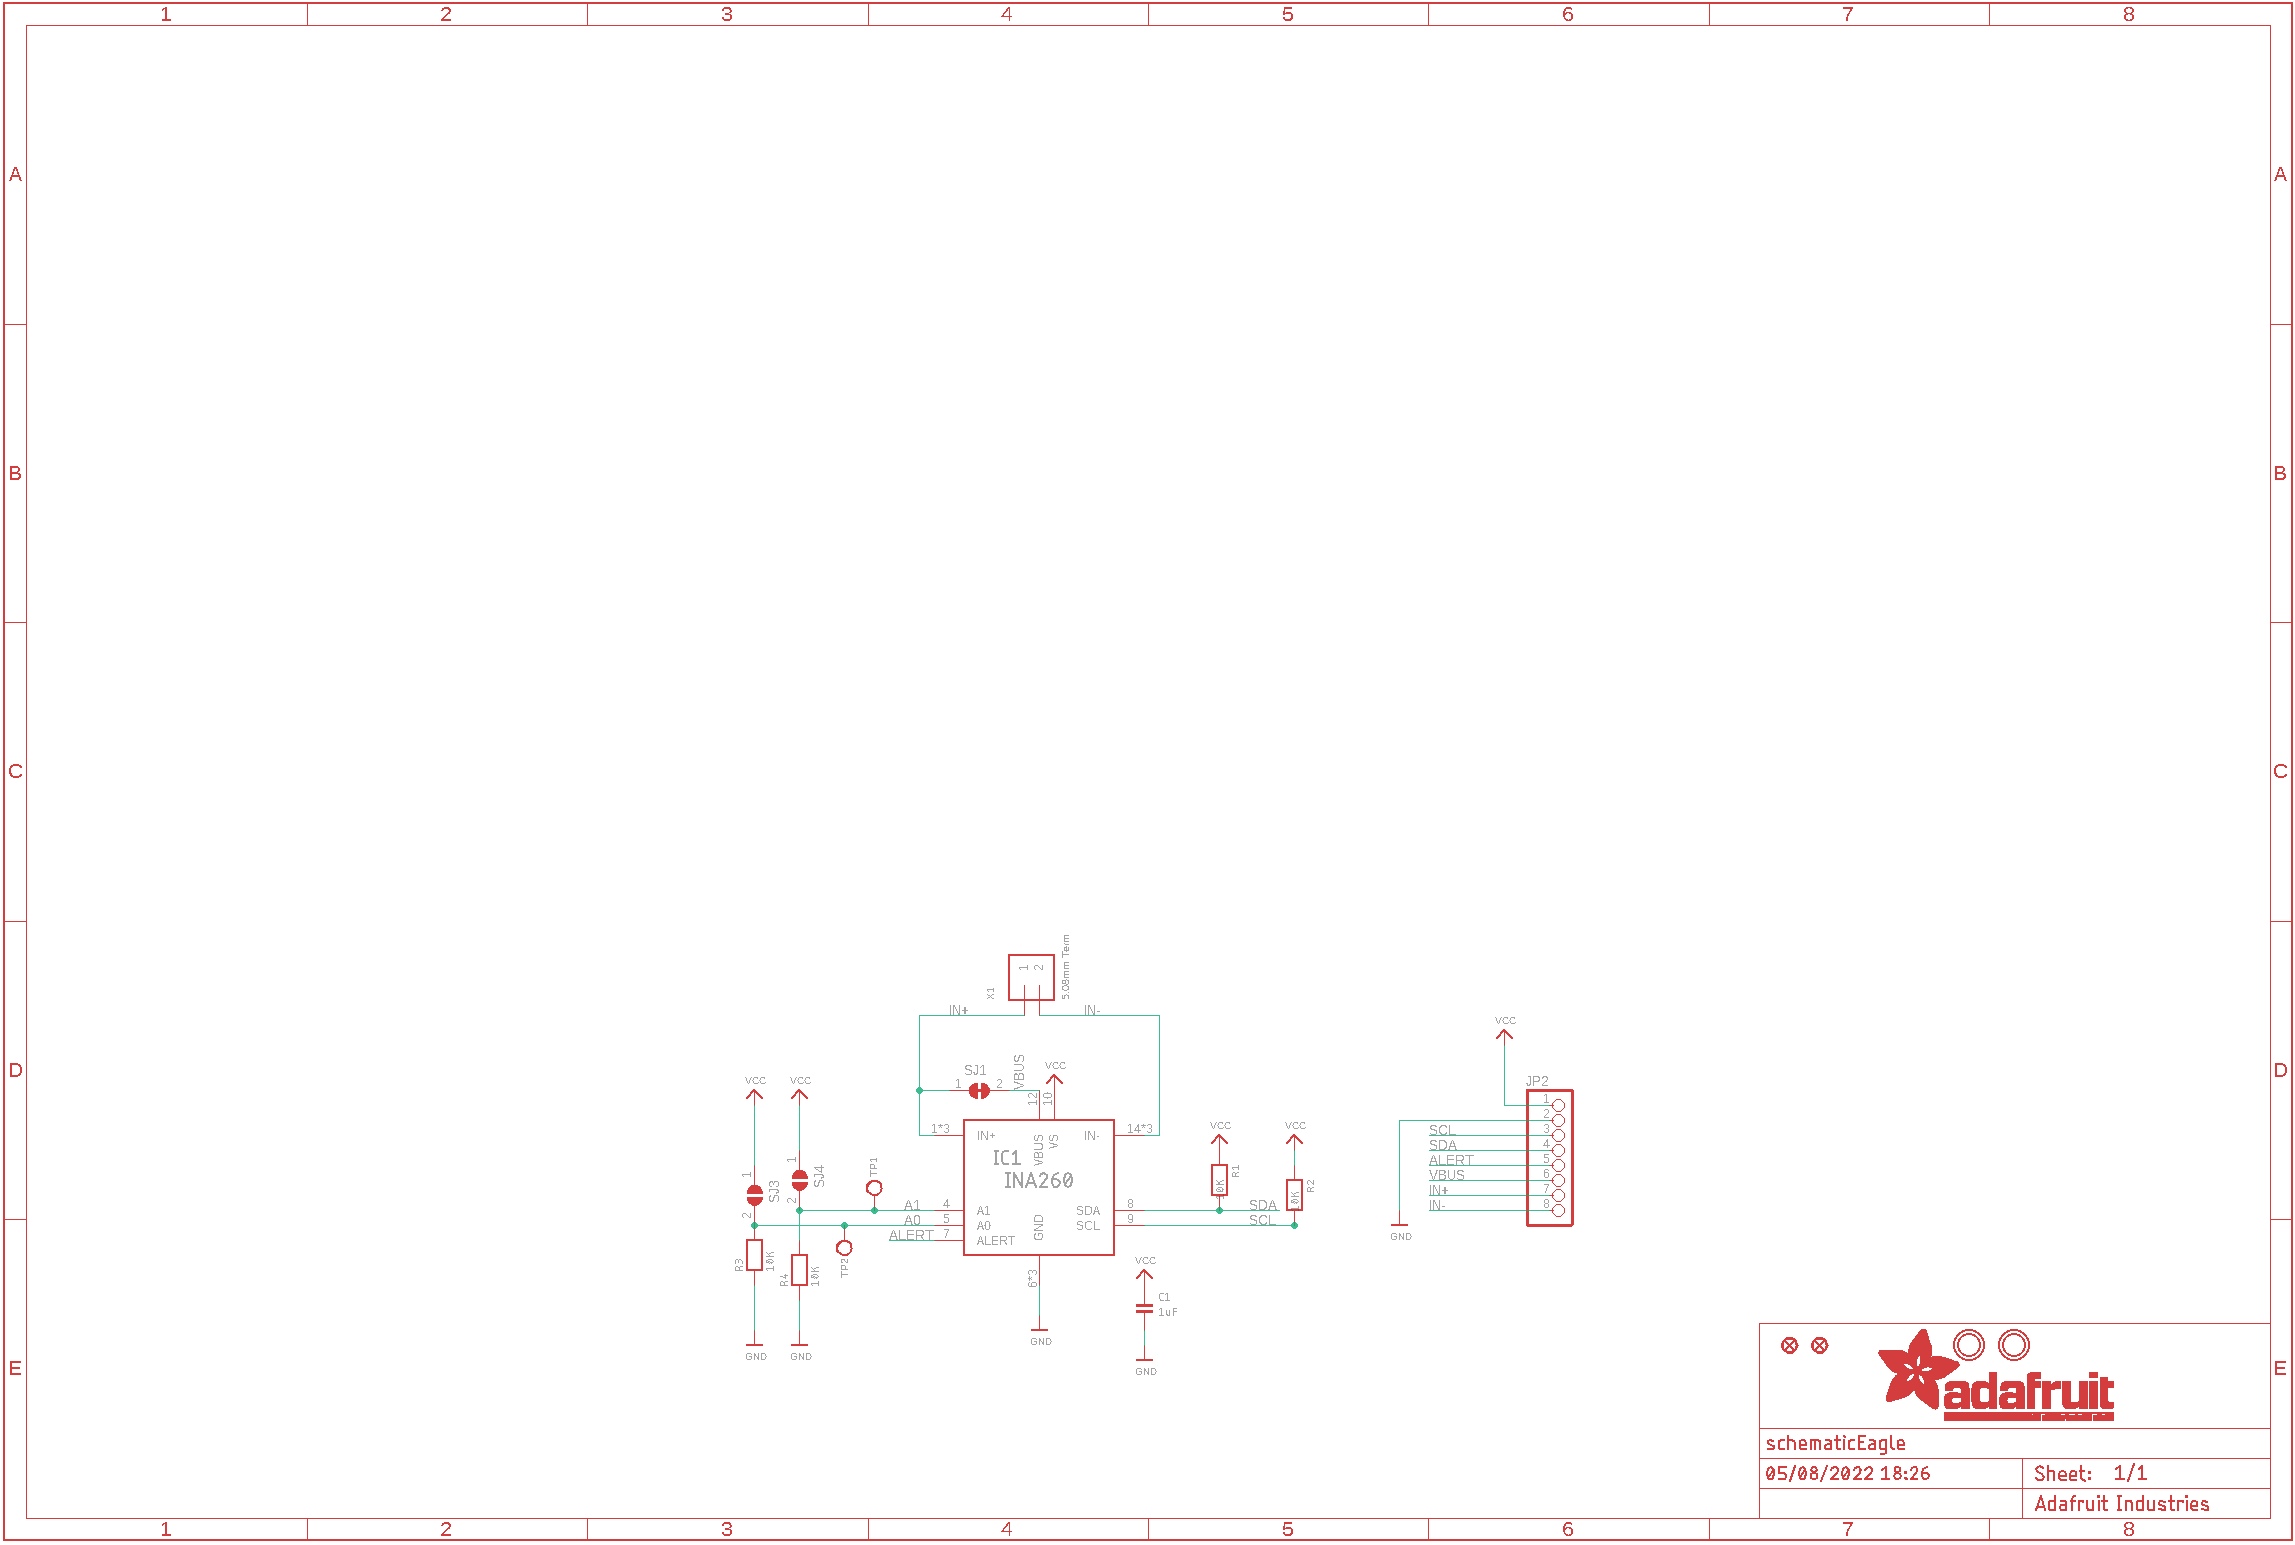 1 2 3 4 5 6 7 8
A A
B B
C C
D D
E E
X1
1 2
5.08mm Term
IN+ IN-
SJ1
1 2
VBUS
VCC
12 10
1*3 14*3
IN+ VBUS VS IN-
IC1
INA260
A1 4 A1
A0 5 A0
ALERT 7 ALERT
GND
SDA 8 SDA
SCL 9 SCL
6*3
GND
VCC VCC
1 SJ3 2
1 SJ4 2
TP1
TP2
R3 10K
R4 10K
GND GND
VCC VCC
R1 10K
R2 10K
VCC
C1
1uF
GND
VCC
JP2
1
2
SCL 3
SDA 4
ALERT 5
VBUS 6
IN+ 7
IN- 8
GND
adafruit
schematicEagle
05/08/2022 18:26
Sheet: 1/1
Adafruit Industries
1 2 3 4 5 6 7 8